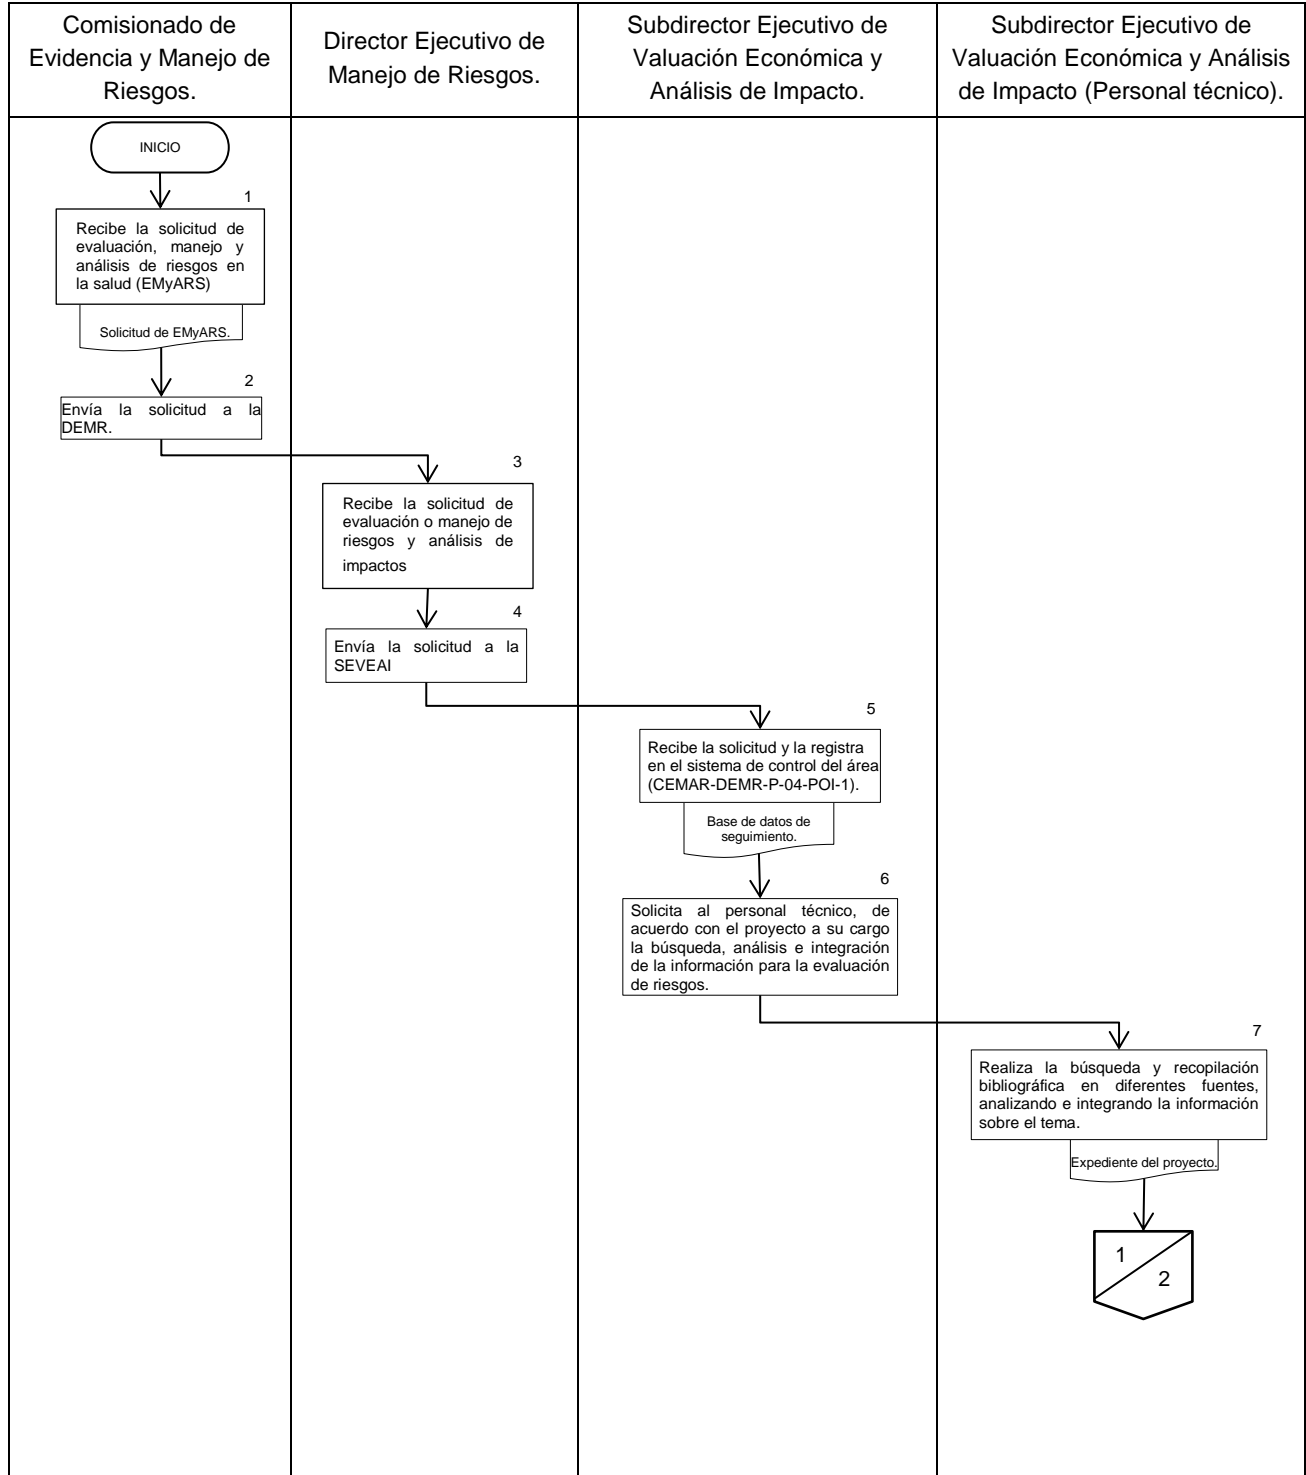 Comisionado de
Evidencia y Manejo de
Riesgos.
Director Ejecutivo de
Manejo de Riesgos.
Subdirector Ejecutivo de
Valuación Económica y
Análisis de Impacto.
Subdirector Ejecutivo de
Valuación Económica y Análisis
de Impacto (Personal técnico).
INICIO
1
Recibe la solicitud de
evaluación, manejo y
análisis de riesgos en
la salud (EMyARS)
Solicitud de EMyARS.
2
Envía la solicitud a la
DEMR.
3
Recibe la solicitud de
evaluación o manejo de
riesgos y análisis de
impactos
4
Envía la solicitud a la
SEVEAI
5
Recibe la solicitud y la registra
en el sistema de control del área
(CEMAR-DEMR-P-04-POI-1).
Base de datos de
seguimiento.
6
Solicita al personal técnico, de
acuerdo con el proyecto a su cargo
la búsqueda, análisis e integración
de la información para la evaluación
de riesgos.
7
Realiza la búsqueda y recopilación
bibliográfica en diferentes fuentes,
analizando e integrando la información
sobre el tema.
Expediente del proyecto.
1
2